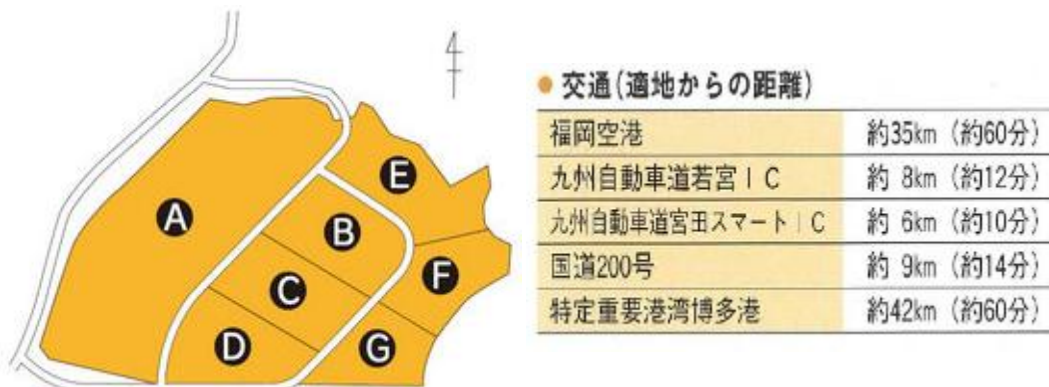 A
B
C
D
E
F
G
● 交通(適地からの距離)
福岡空港 約35km (約60分)
九州自動車道若宮IC 約 8km (約12分)
九州自動車道宮田スマートIC 約 6km (約10分)
国道200号 約 9km (約14分)
特定重要港湾博多港 約42km (約60分)